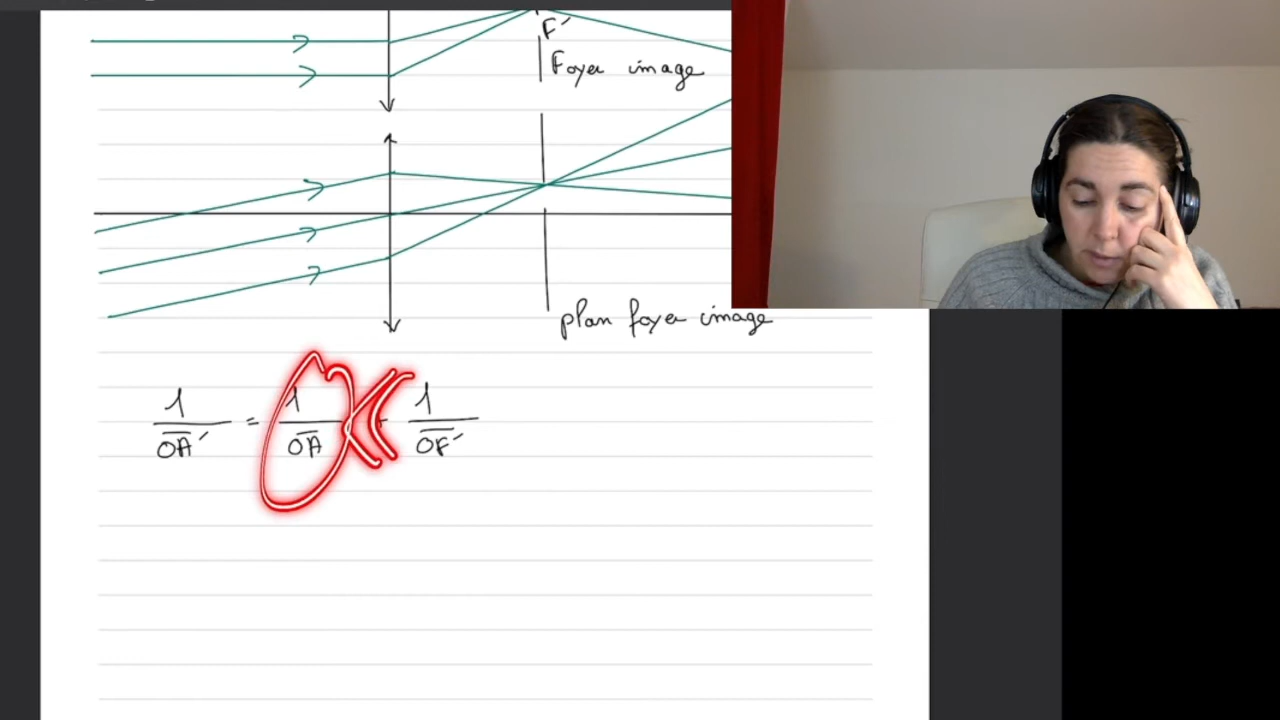 F'
Foyer image
plan foyer image
1/OA̅' = 1/OA̅ << + 1/OF̅'